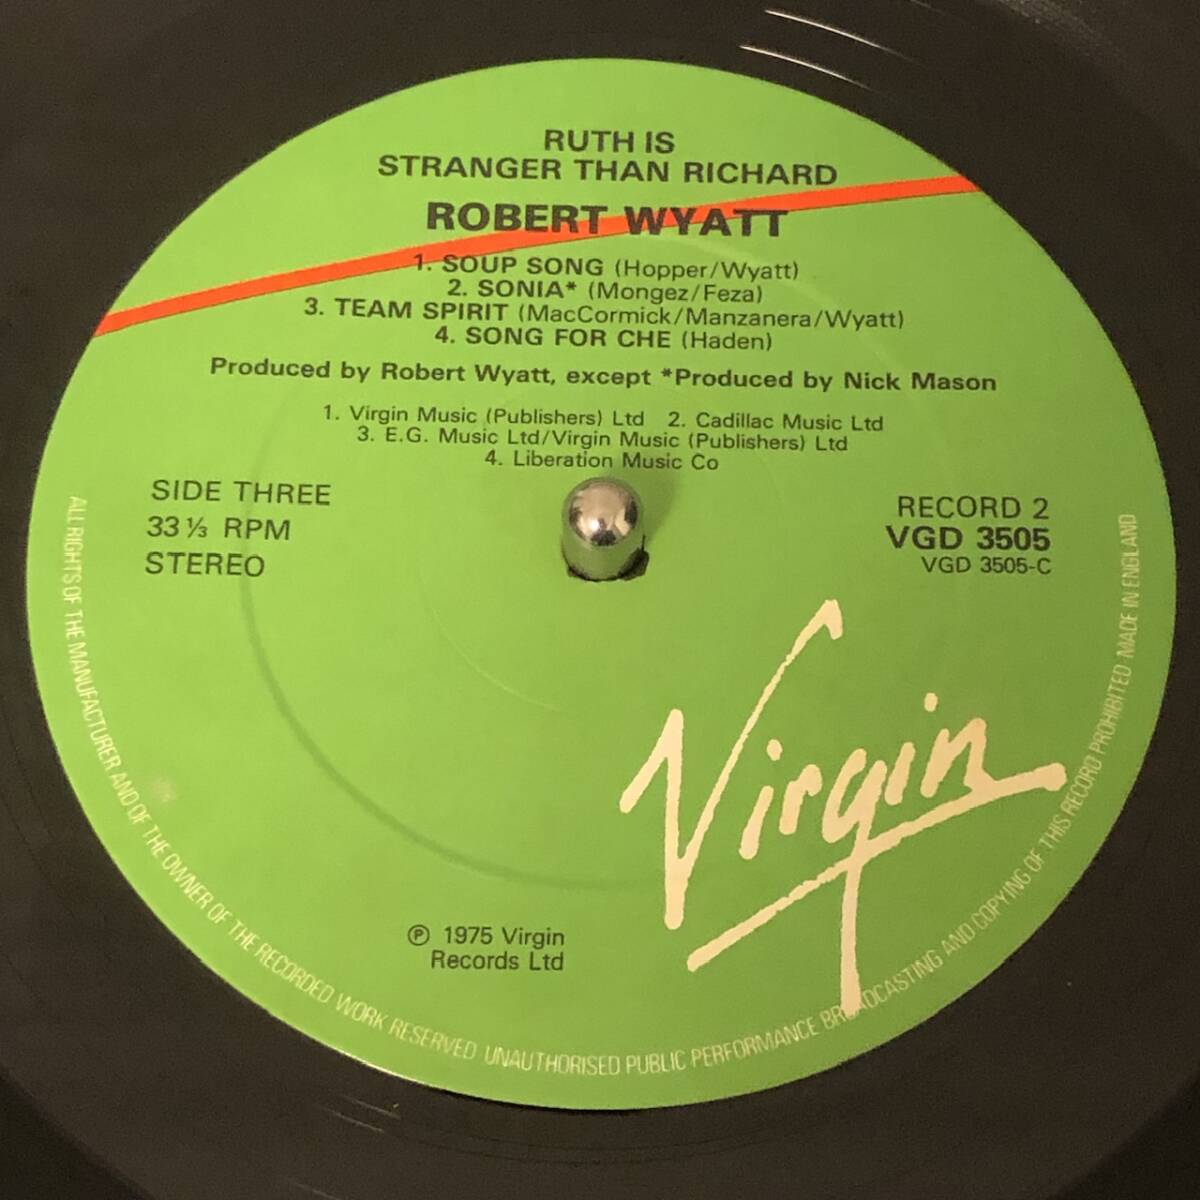 RUTH IS
STRANGER THAN RICHARD
ROBERT WYATT
1. SOUP SONG (Hopper/Wyatt)
2. SONIA* (Mongez/Feza)
3. TEAM SPIRIT (MacCormick/Manzanera/Wyatt)
4. SONG FOR CHE (Haden)
Produced by Robert Wyatt, except *Produced by Nick Mason
1. Virgin Music (Publishers) Ltd 2. Cadillac Music Ltd
3. E.G. Music Ltd/Virgin Music (Publishers) Ltd
4. Liberation Music Co
SIDE THREE
33⅓ RPM
STEREO
RECORD 2
VGD 3505
VGD 3505-C
Virgin
℗ 1975 Virgin
Records Ltd
ALL RIGHTS OF THE MANUFACTURER AND OF THE OWNER OF THE RECORDED WORK RESERVED UNAUTHORISED PUBLIC PERFORMANCE BROADCASTING AND COPYING OF THIS RECORD PROHIBITED MADE IN ENGLAND